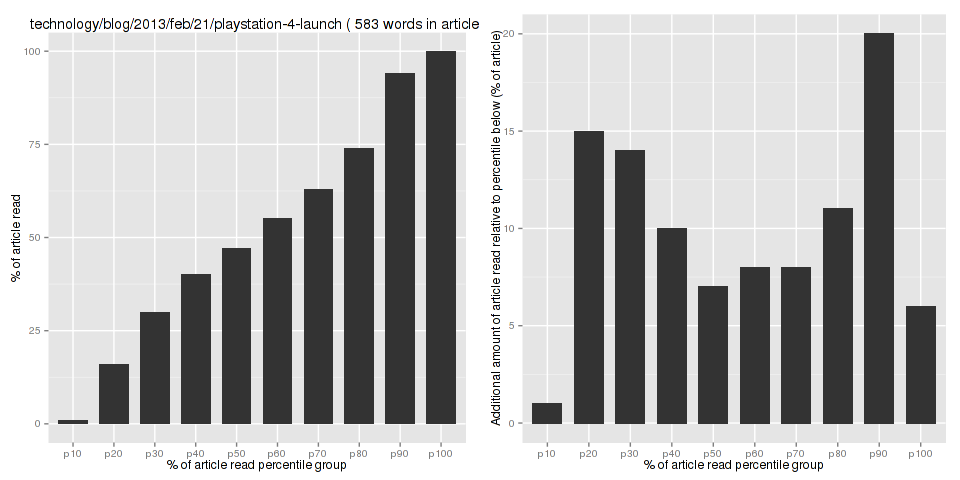 technology/blog/2013/feb/21/playstation-4-launch ( 583 words in article
% of article read
100
75
50
25
0
p10 p20 p30 p40 p50 p60 p70 p80 p90 p100
% of article read percentile group
Additional amount of article read relative to percentile below (% of article)
20
15
10
5
0
p10 p20 p30 p40 p50 p60 p70 p80 p90 p100
% of article read percentile group